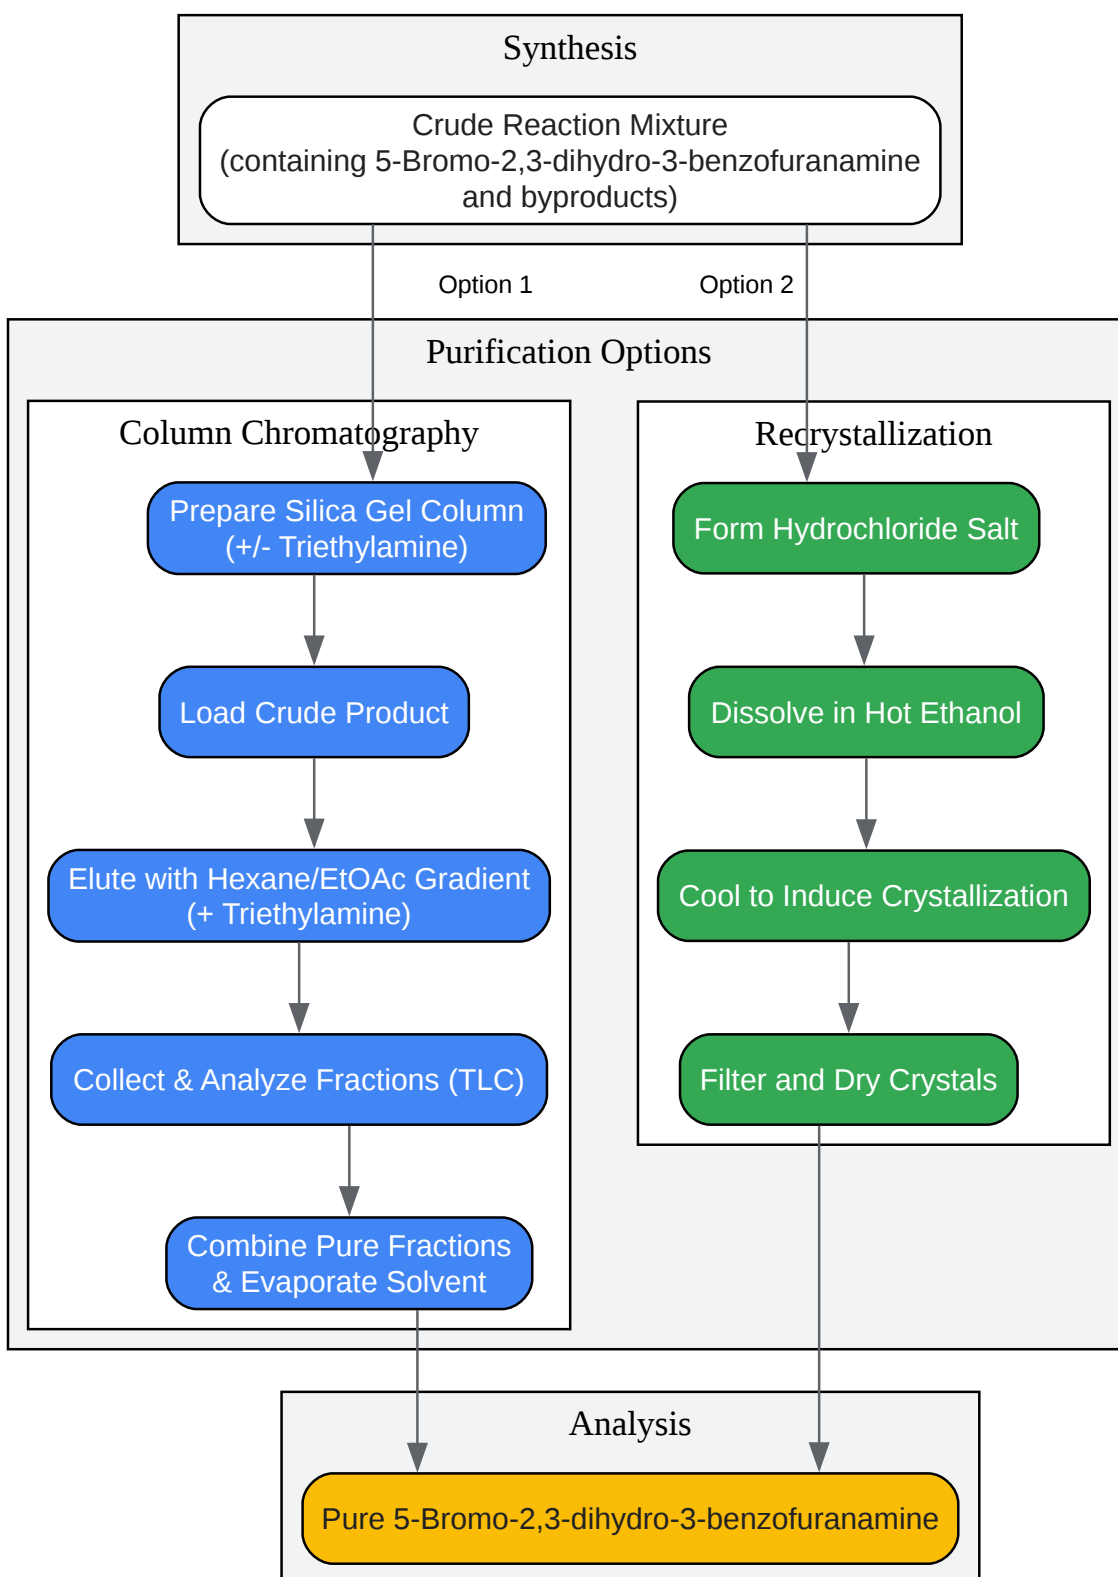 Synthesis
Crude Reaction Mixture
(containing 5-Bromo-2,3-dihydro-3-benzofuranamine
and byproducts)
Option 1
Option 2
Purification Options
Column Chromatography
Prepare Silica Gel Column
(+/- Triethylamine)
Load Crude Product
Elute with Hexane/EtOAc Gradient
(+ Triethylamine)
Collect & Analyze Fractions (TLC)
Combine Pure Fractions
& Evaporate Solvent
Recrystallization
Form Hydrochloride Salt
Dissolve in Hot Ethanol
Cool to Induce Crystallization
Filter and Dry Crystals
Analysis
Pure 5-Bromo-2,3-dihydro-3-benzofuranamine